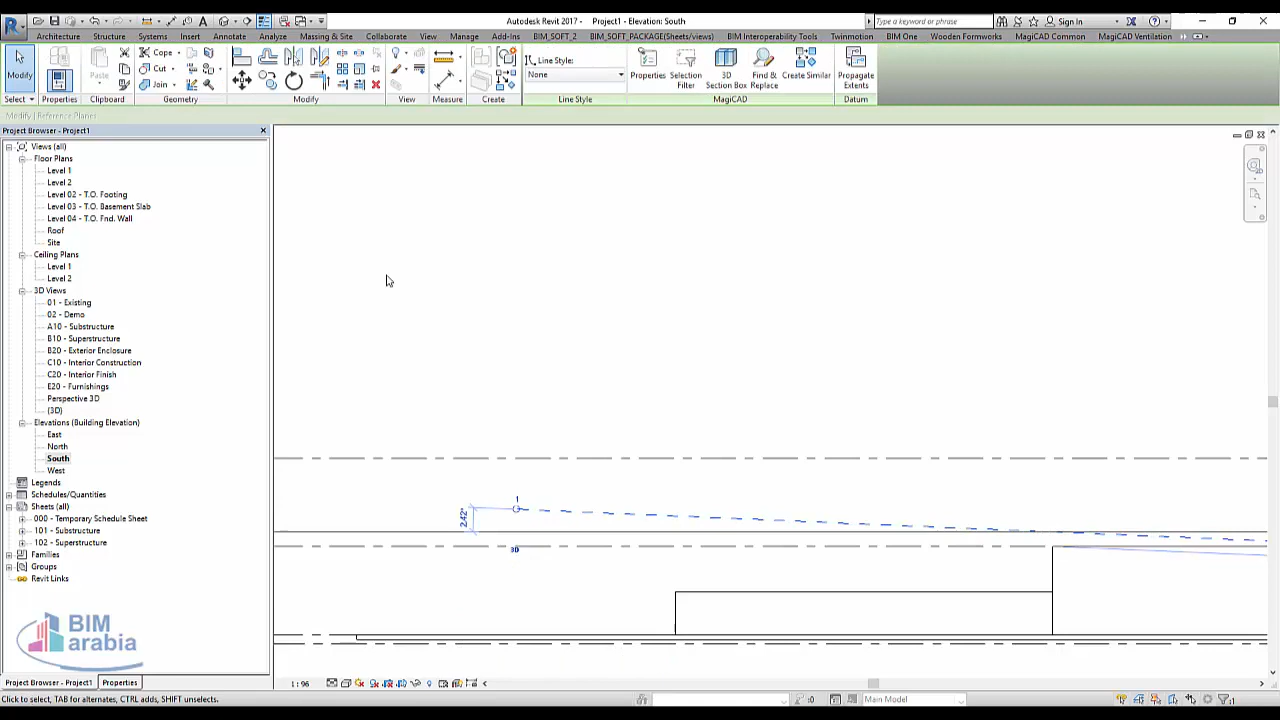 Autodesk Revit 2017 - Project1 - Elevation: South
Type a keyword or phrase
Sign In
Architecture Structure Systems Insert Annotate Analyze Massing & Site Collaborate View Manage Add-Ins BIM_SOFT_2 BIM_SOFT_PACKAGE(Sheets/views) BIM Interoperability Tools Twinmotion BIM One Wooden Formworks MagiCAD Common MagiCAD Ventilation
Modify
Paste
Cope
Cut
Join
Line Style:
None
Properties
Selection Filter
3D Section Box
Find & Replace
Create Similar
Propagate Extents
Select Properties Clipboard Geometry Modify View Measure Create Line Style MagiCAD Datum
Modify | Reference Planes
Project Browser - Project1
Views (all)
Floor Plans
Level 1
Level 2
Level 02 - T.O. Footing
Level 03 - T.O. Basement Slab
Level 04 - T.O. Fnd. Wall
Roof
Site
Ceiling Plans
Level 1
Level 2
3D Views
01 - Existing
02 - Demo
A10 - Substructure
B10 - Superstructure
B20 - Exterior Enclosure
C10 - Interior Construction
C20 - Interior Finish
E20 - Furnishings
Perspective 3D
(3D)
Elevations (Building Elevation)
East
North
South
West
Legends
Schedules/Quantities
Sheets (all)
000 - Temporary Schedule Sheet
101 - Substructure
102 - Superstructure
Families
Groups
Revit Links
1
2.42°
3D
BIM
arabia
Project Browser - Project1 Properties
1 : 96
Click to select, TAB for alternates, CTRL adds, SHIFT unselects.
:0
Main Model
:1